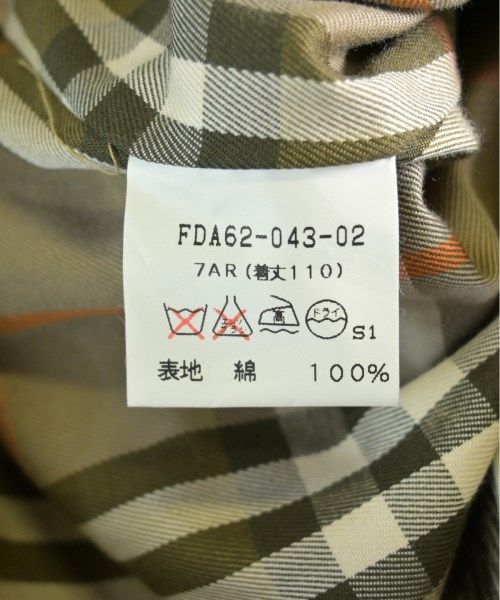 FDA62-043-02
7AR(着丈110)
高 ドライ S1
表地 綿 100%